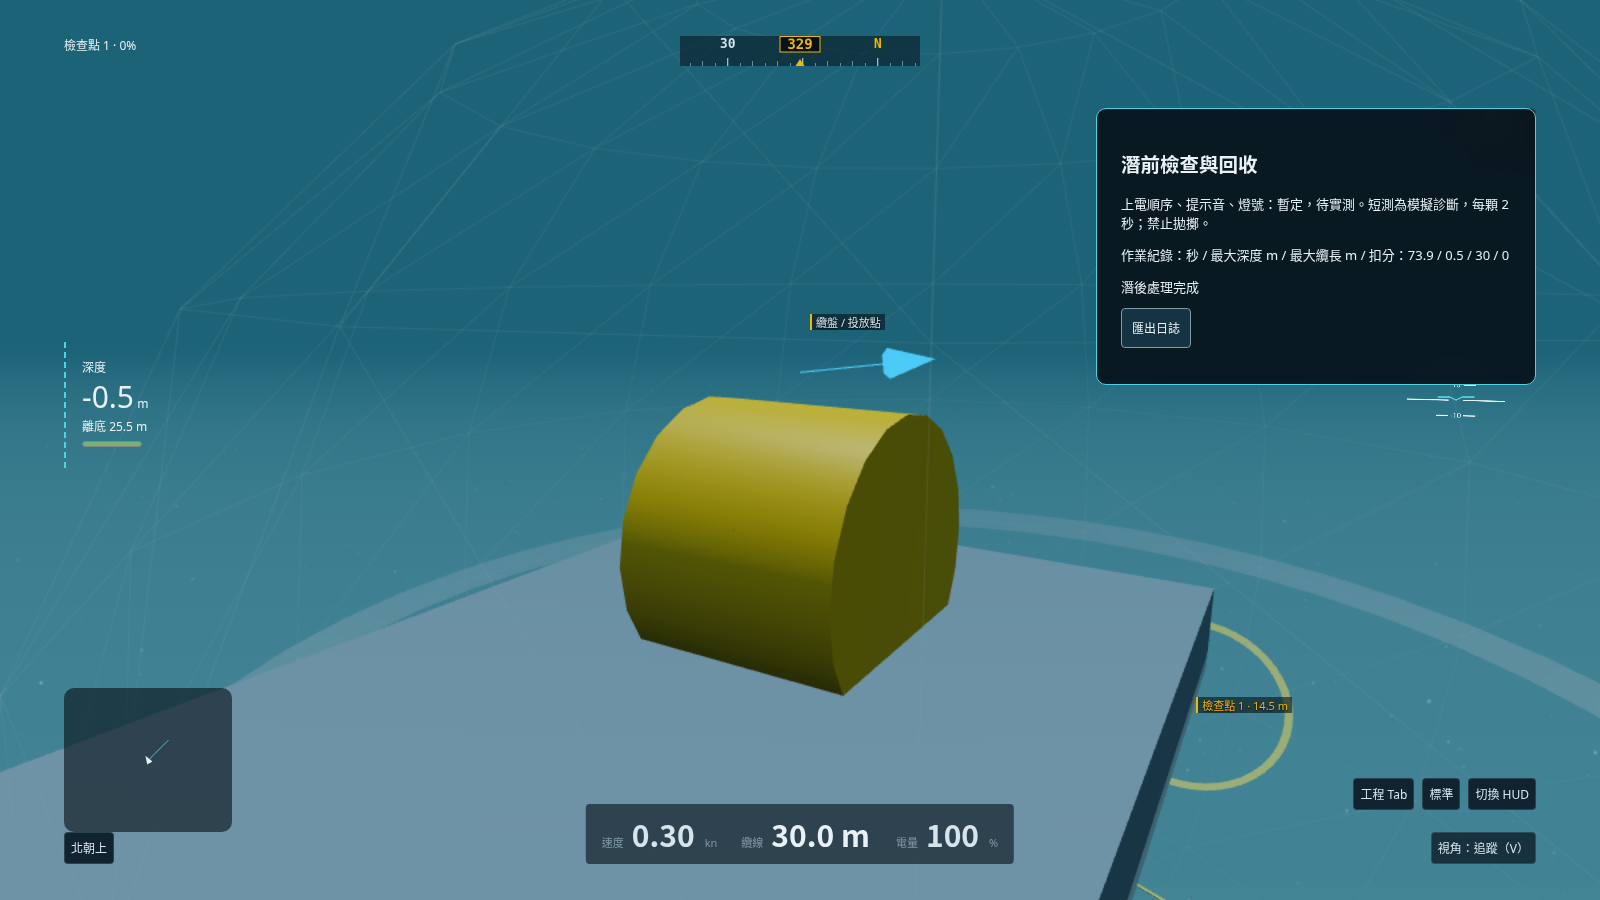 檢查點 1 · 0%
30 329 N
潛前檢查與回收
上電順序、提示音、燈號：暫定，待實測。短測為模擬診斷，每顆 2
秒；禁止拋擲。
作業紀錄：秒 / 最大深度 m / 最大纜長 m / 扣分：73.9 / 0.5 / 30 / 0
潛後處理完成
匯出日誌
纜盤 / 投放點
深度
-0.5 m
離底 25.5 m
-10
檢查點 1 · 14.5 m
工程 Tab 標準 切換 HUD
速度 0.30 kn 纜線 30.0 m 電量 100 %
北朝上
視角：追蹤（V）